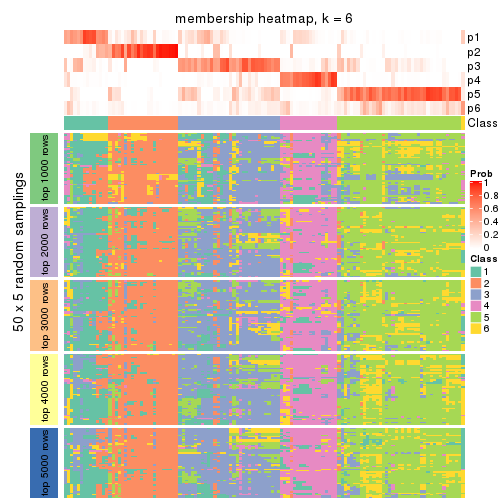 membership heatmap, k = 6
p1
p2
p3
p4
p5
p6
Class
50 x 5 random samplings
top 1000 rows
top 2000 rows
top 3000 rows
top 4000 rows
top 5000 rows
Prob
1
0.8
0.6
0.4
0.2
0
Class
1
2
3
4
5
6